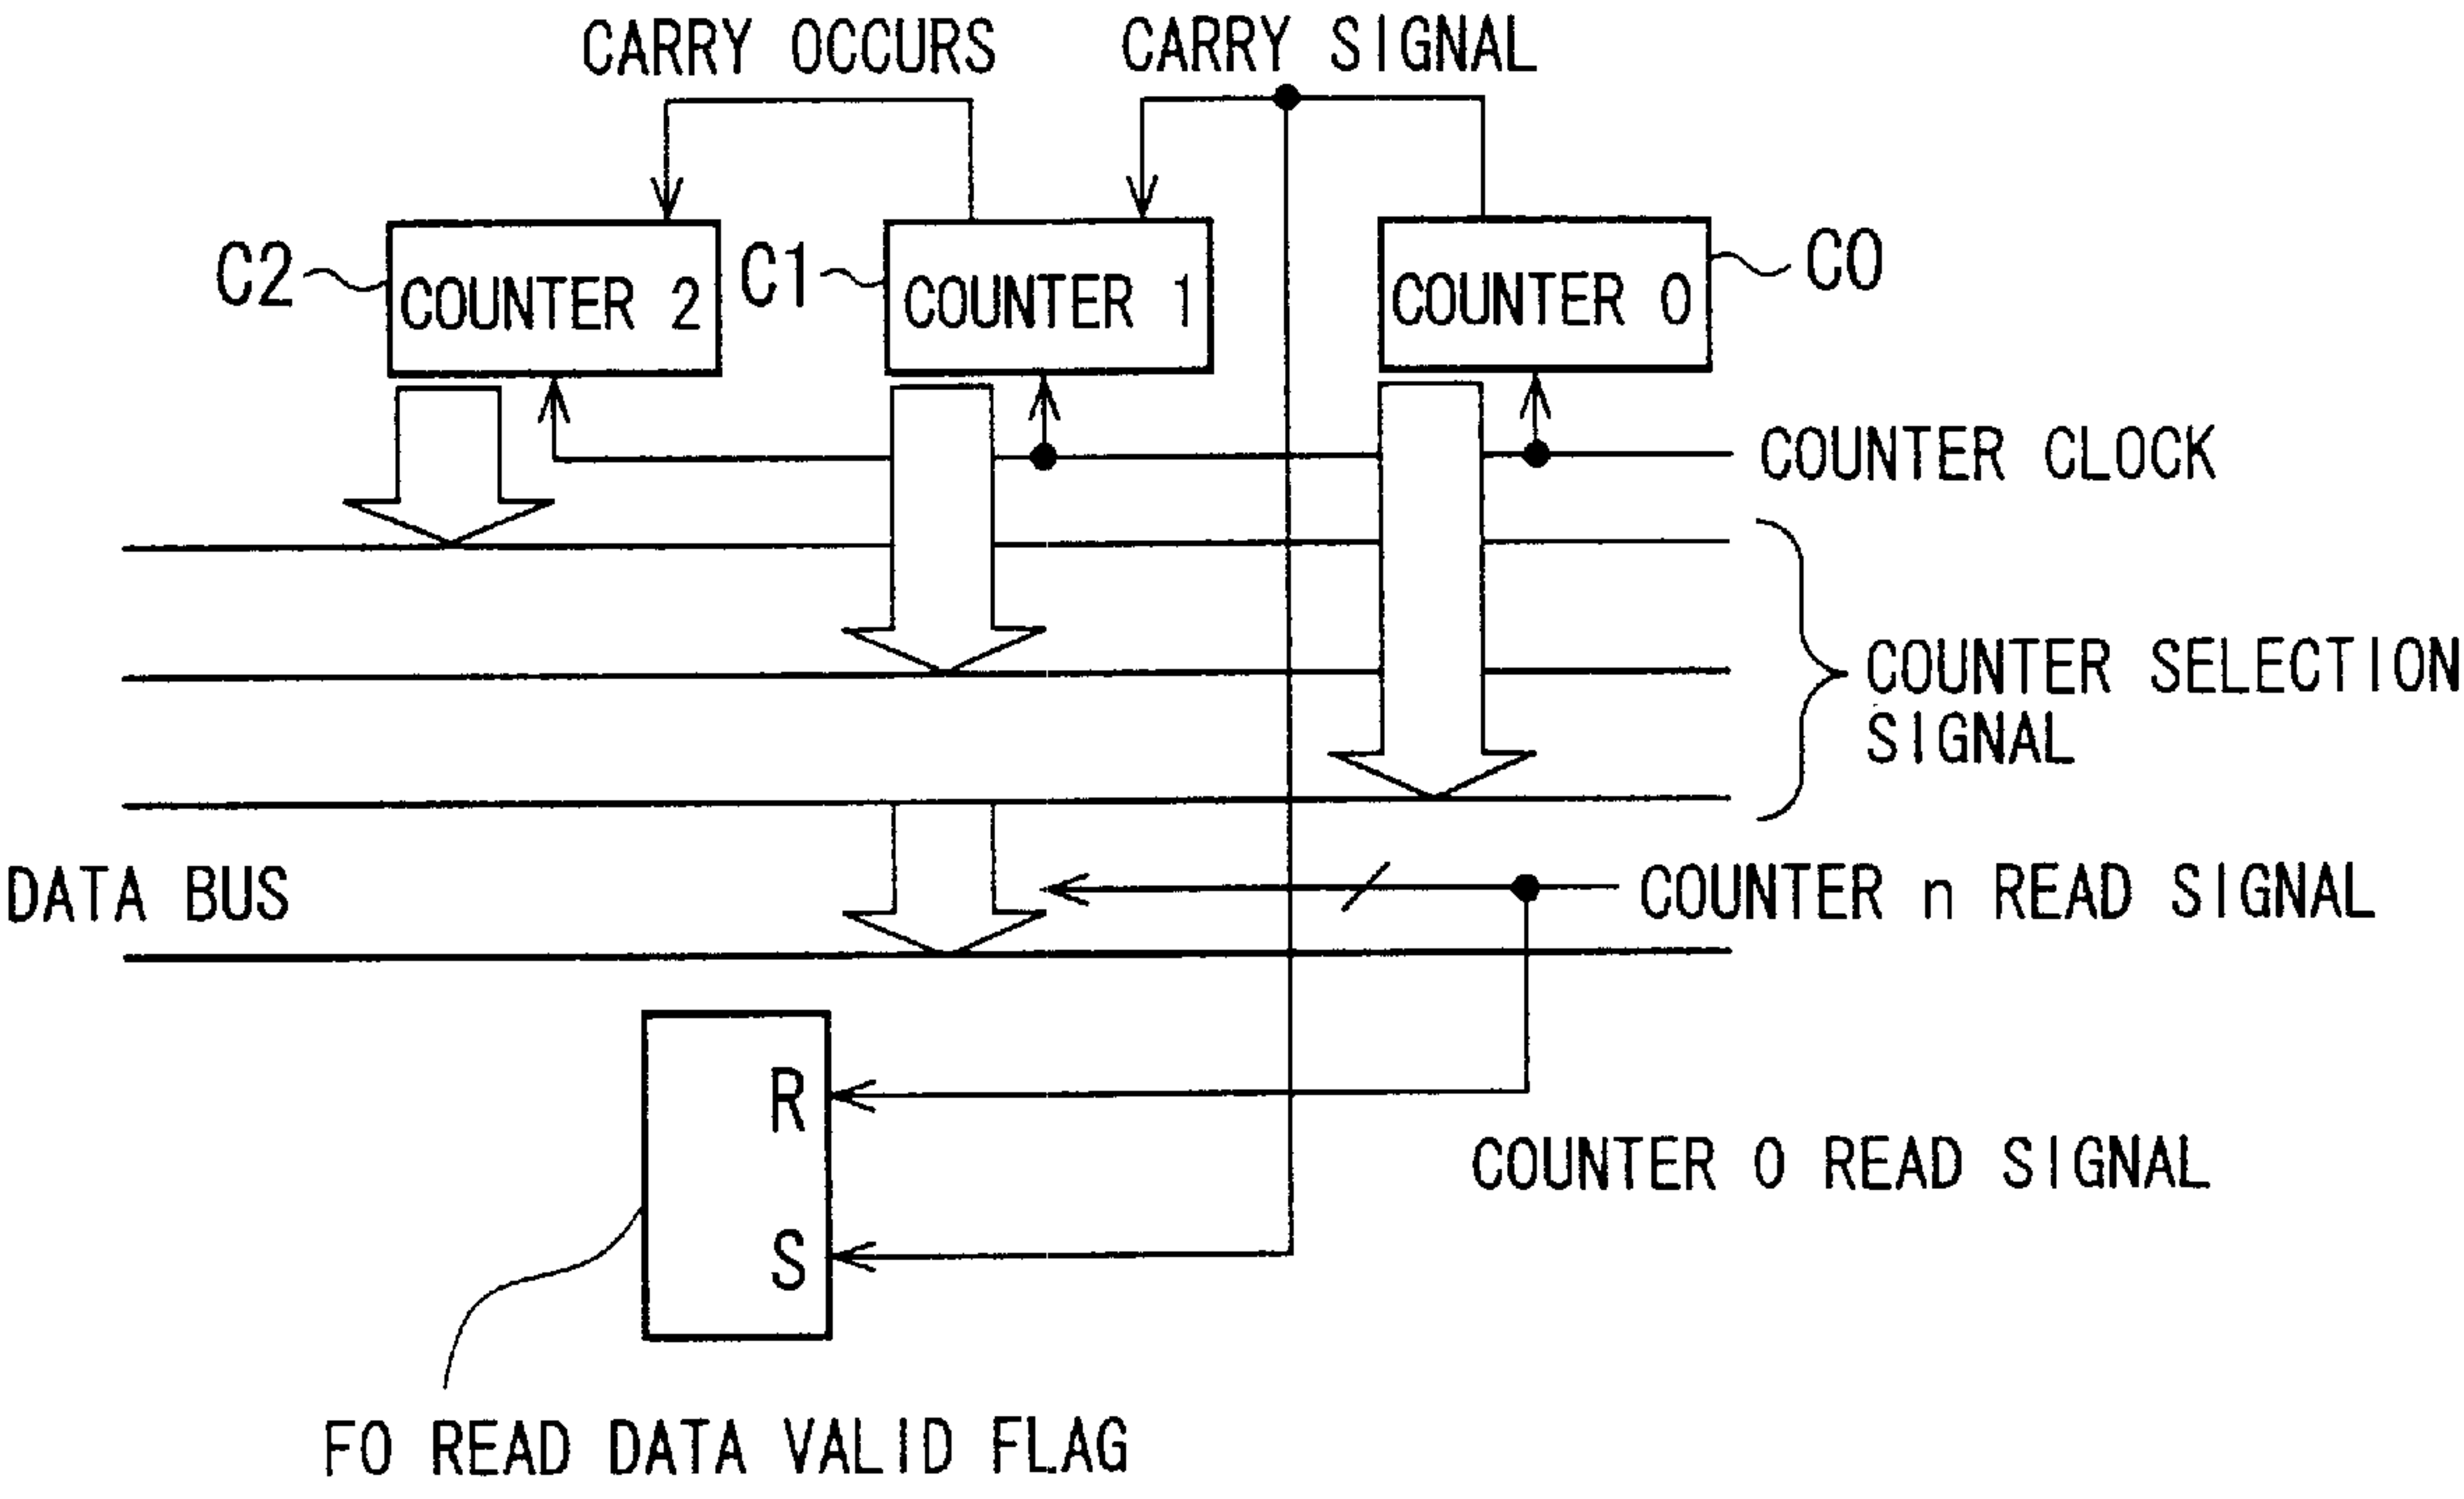 CARRY OCCURS
CARRY SIGNAL
C2
COUNTER 2
C1
COUNTER 1
COUNTER 0
C0
COUNTER CLOCK
COUNTER SELECTION
SIGNAL
DATA BUS
COUNTER n READ SIGNAL
R
COUNTER 0 READ SIGNAL
S
F0 READ DATA VALID FLAG